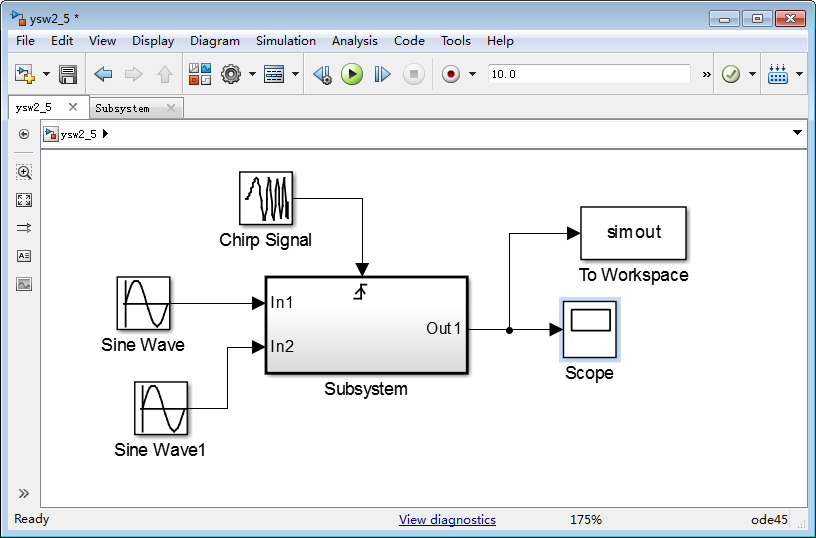 ysw2_5 *
File Edit View Display Diagram Simulation Analysis Code Tools Help
10.0 »
ysw2_5 Subsystem
ysw2_5
Chirp Signal
simout
To Workspace
In1
Out1
In2
Sine Wave
Subsystem
Scope
Sine Wave1
Ready View diagnostics 175% ode45